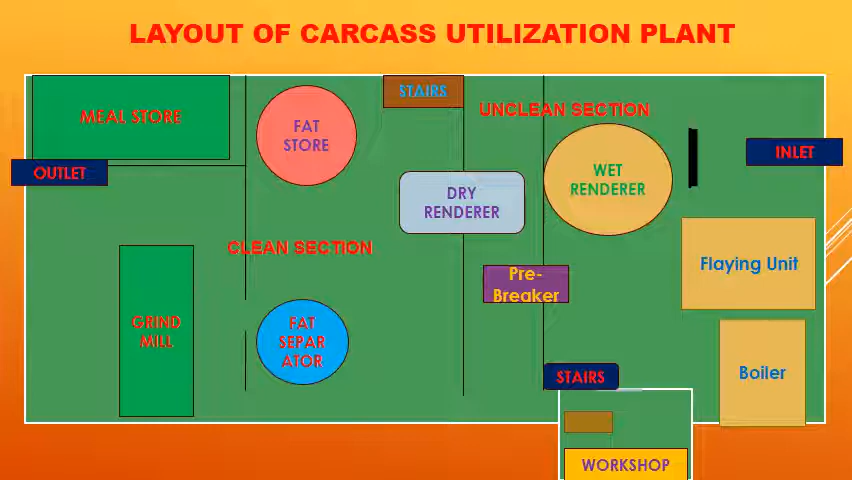 LAYOUT OF CARCASS UTILIZATION PLANT
MEAL STORE
FAT
STORE
STAIRS
UNCLEAN SECTION
OUTLET
DRY
RENDERER
WET
RENDERER
INLET
CLEAN SECTION
Pre-
Breaker
Flaying Unit
GRIND
MILL
FAT
SEPAR
ATOR
STAIRS
Boiler
WORKSHOP